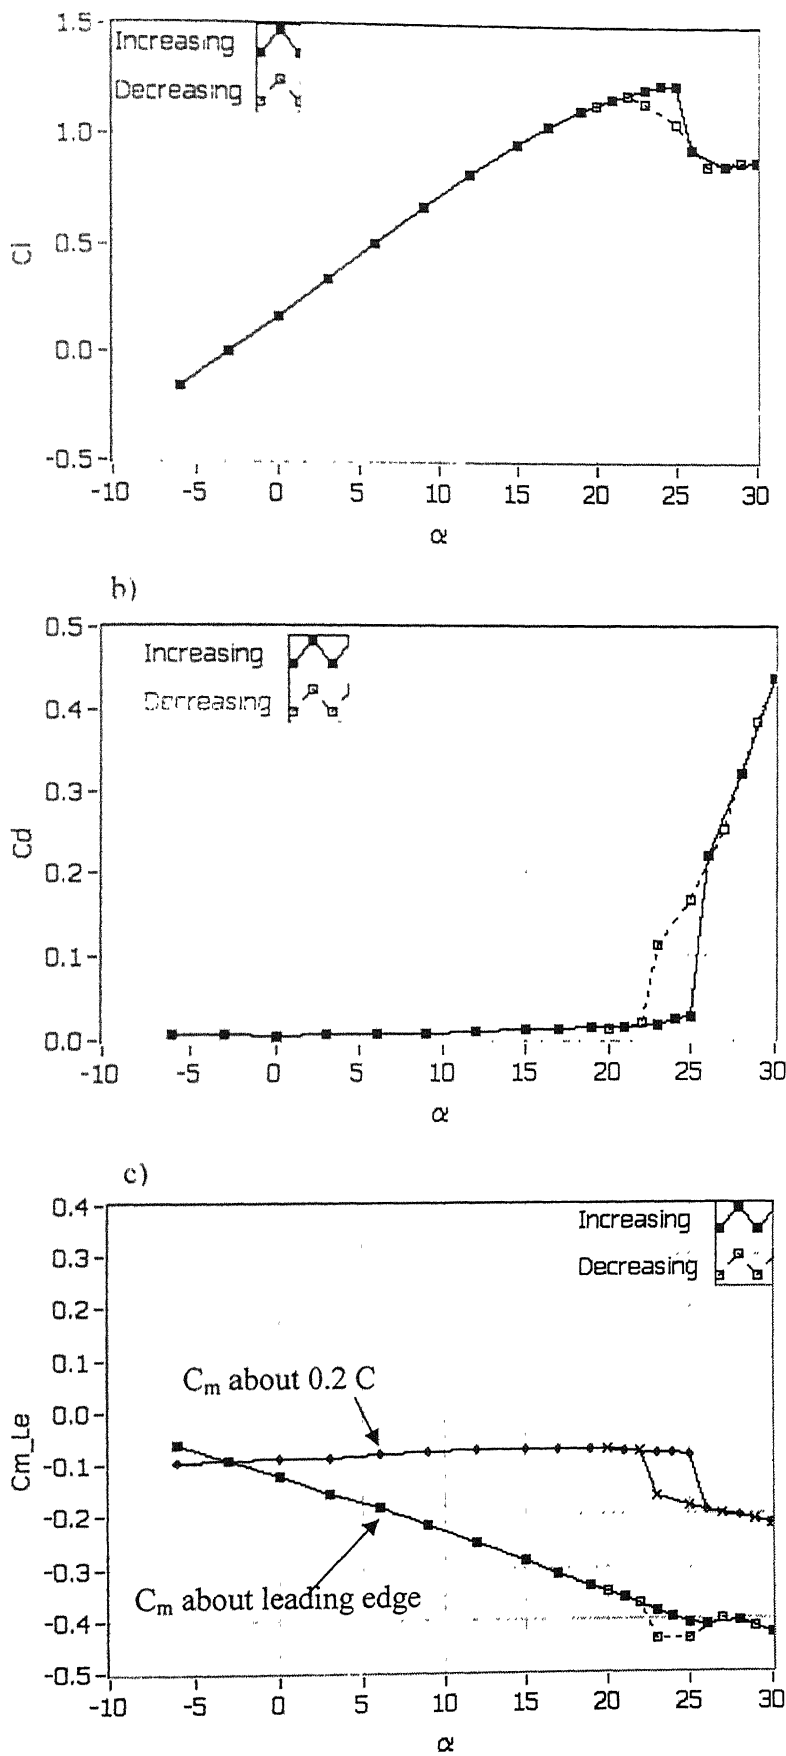 1.5
Increasing
Decreasing
1.0
0.5
0.0
-0.5
Cl
-10 -5 0 5 10 15 20 25 30
α
b)
0.5
Increasing
Decreasing
0.4
0.3
0.2
0.1
0.0
Cd
-10 -5 0 5 10 15 20 25 30
α
c)
0.4
Increasing
0.3
Decreasing
0.2
0.1
Cm about 0.2 C
0.0
-0.1
-0.2
-0.3
Cm about leading edge
-0.4
-0.5
Cm_Le
-10 -5 0 5 10 15 20 25 30
α